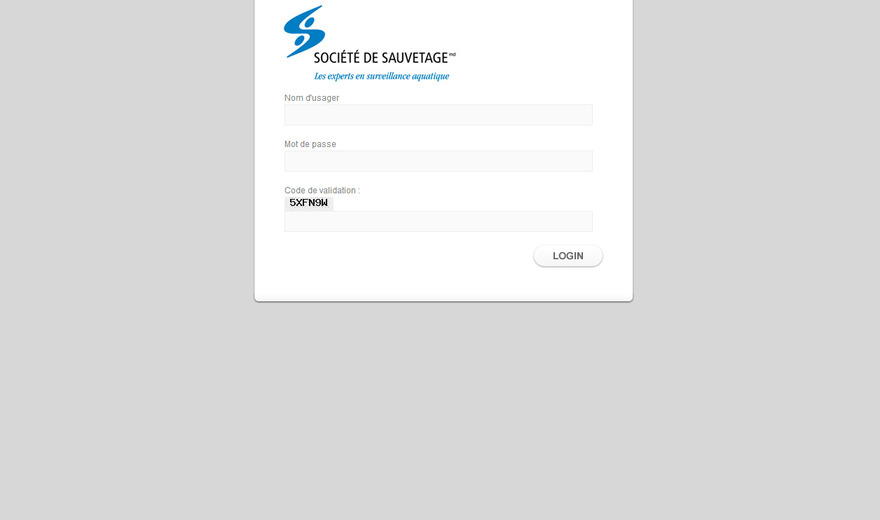 SOCIÉTÉ DE SAUVETAGE md
Les experts en surveillance aquatique
Nom d'usager
Mot de passe
Code de validation :
5XFN9W
LOGIN